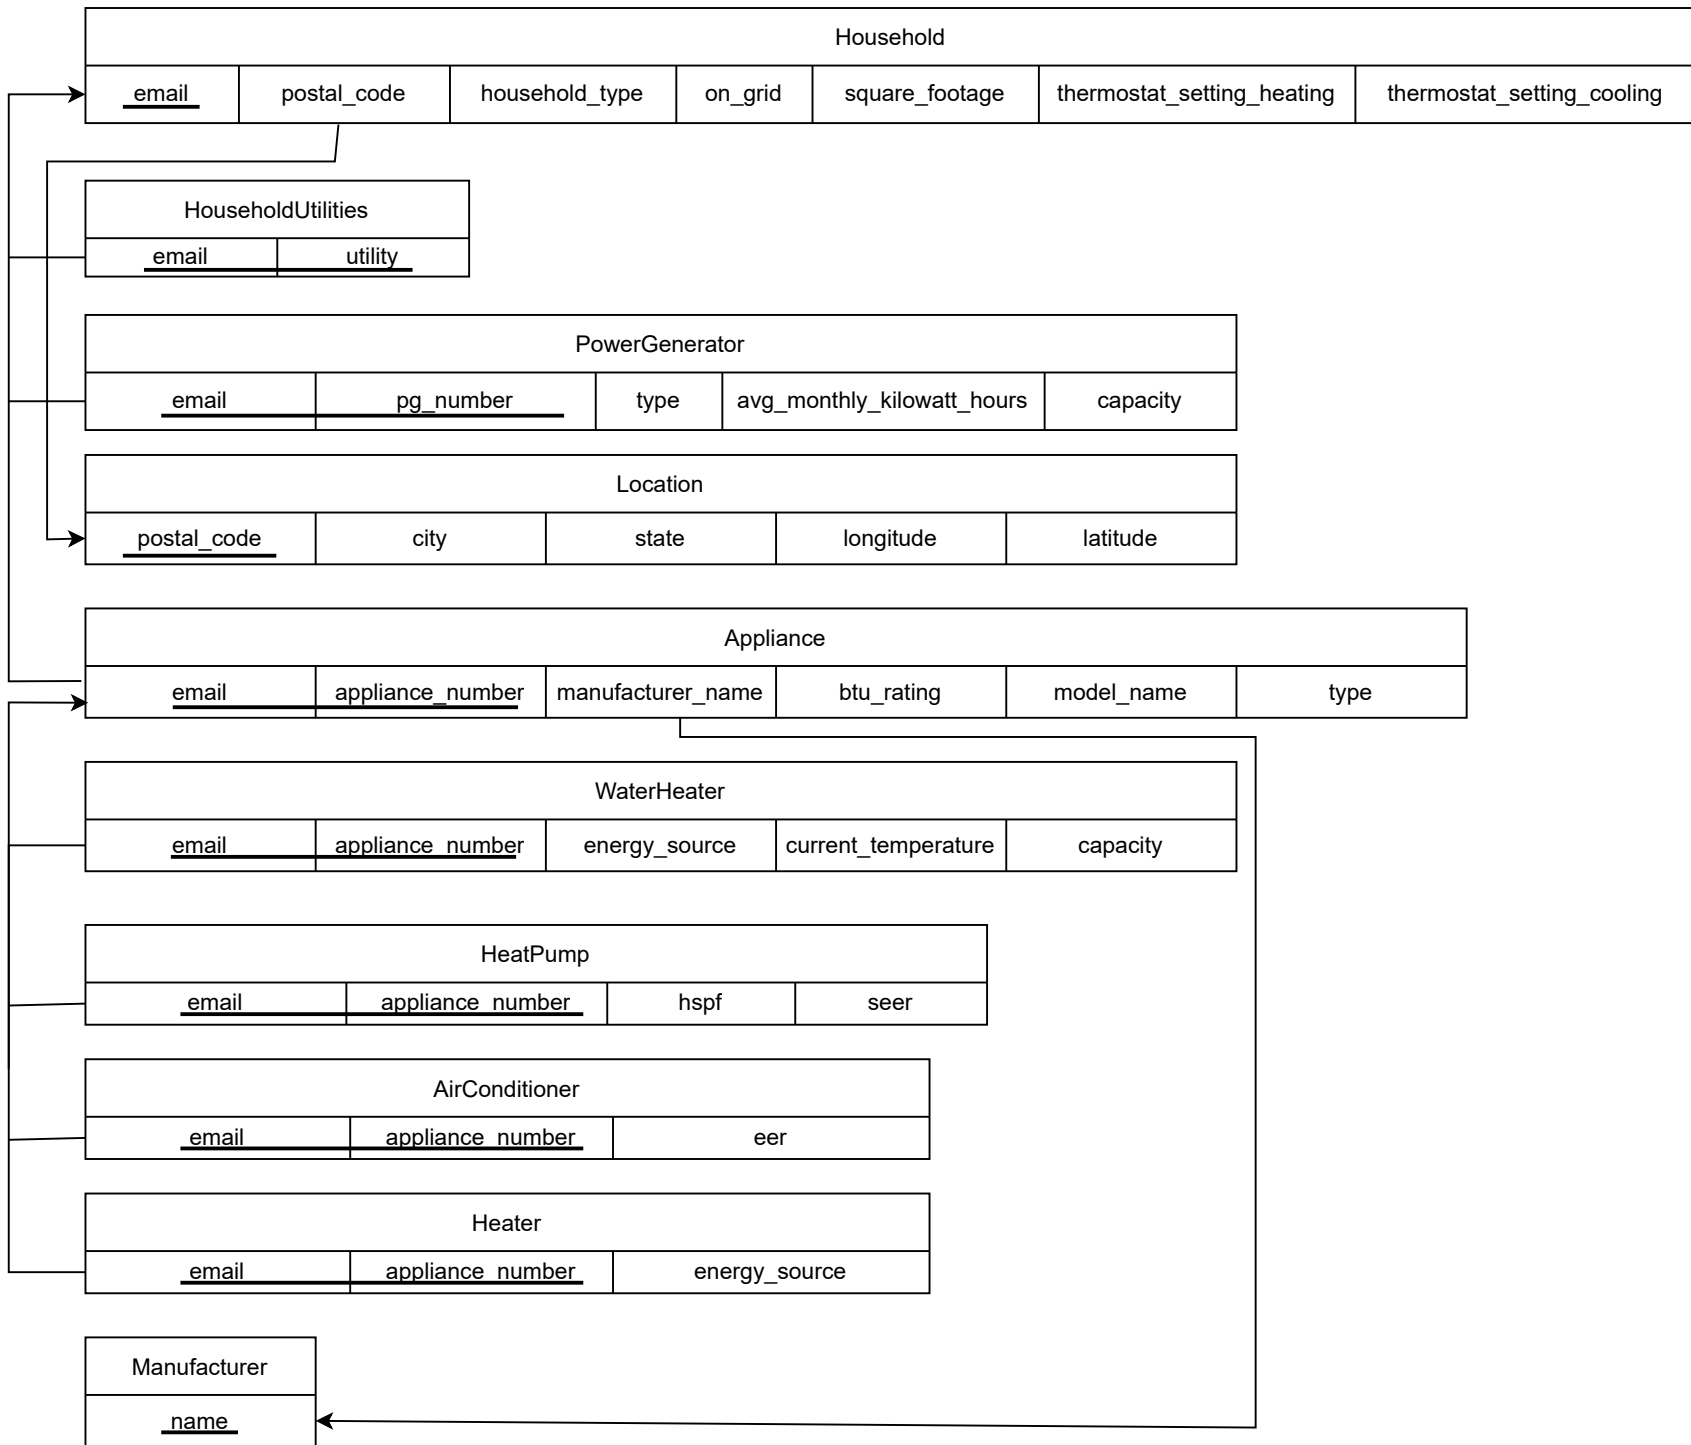 Household
email postal_code household_type on_grid square_footage thermostat_setting_heating thermostat_setting_cooling
HouseholdUtilities
email utility
PowerGenerator
email pg_number type avg_monthly_kilowatt_hours capacity
Location
postal_code city state longitude latitude
Appliance
email appliance_number manufacturer_name btu_rating model_name type
WaterHeater
email appliance_number energy_source current_temperature capacity
HeatPump
email appliance_number hspf seer
AirConditioner
email appliance_number eer
Heater
email appliance_number energy_source
Manufacturer
name